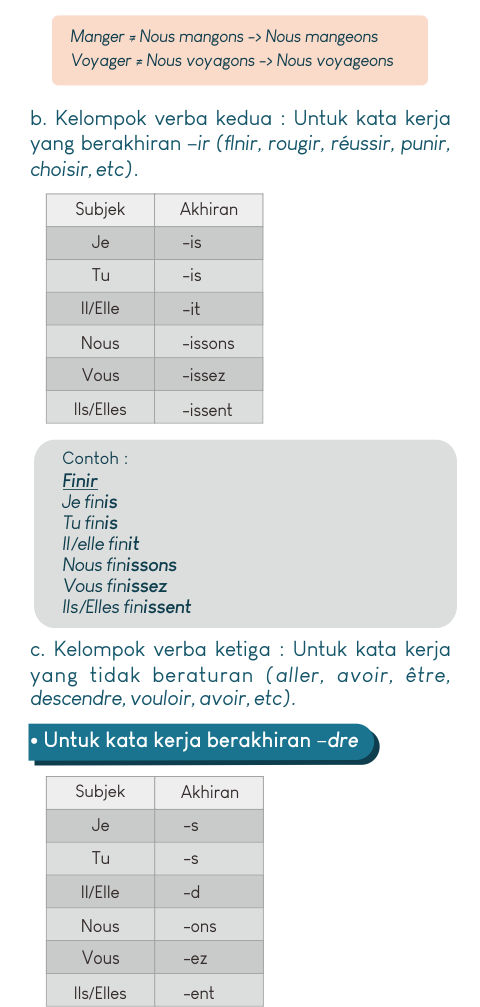 Manger ≠ Nous mangons -> Nous mangeons
Voyager ≠ Nous voyagons -> Nous voyageons
b. Kelompok verba kedua : Untuk kata kerja
yang berakhiran –ir (fInir, rougir, réussir, punir,
choisir, etc).
Subjek Akhiran
Je -is
Tu -is
Il/Elle -it
Nous -issons
Vous -issez
Ils/Elles -issent
Contoh :
Finir
Je finis
Tu finis
Il/elle finit
Nous finissons
Vous finissez
Ils/Elles finissent
c. Kelompok verba ketiga : Untuk kata kerja
yang tidak beraturan (aller, avoir, être,
descendre, vouloir, avoir, etc).
• Untuk kata kerja berakhiran –dre
Subjek Akhiran
Je -s
Tu -s
Il/Elle -d
Nous -ons
Vous -ez
Ils/Elles -ent